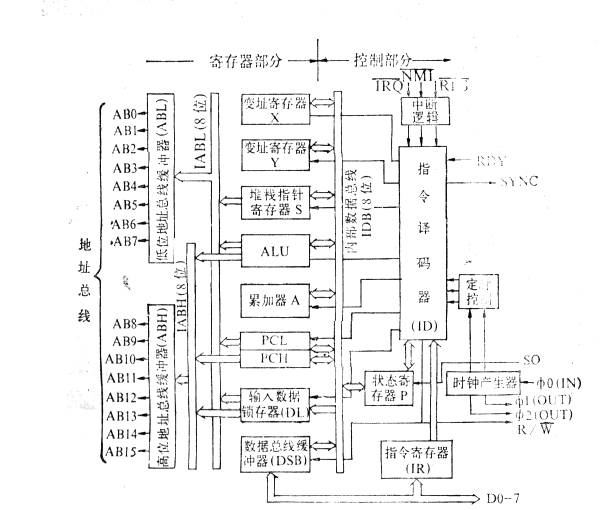 寄存器部分
控制部分
NMI
IRQ
中断
逻辑
变址寄存器
X
变址寄存器
Y
堆栈指针
寄存器 S
ALU
累加器 A
PCL
PCH
输入数据
锁存器(DL)
数据总线缓
冲器(DSB)
IABL(8位)
IABH(8位)
内部数据总线
IDB(8位)
低位地址总线缓冲器(ABL)
高位地址总线缓冲器(ABH)
地址总线
AB0
AB1
AB2
AB3
AB4
AB5
AB6
AB7
AB8
AB9
AB10
AB11
AB12
AB13
AB14
AB15
指令译码器
(ID)
RDY
SYNC
控制
SO
状态寄
存器 P
时钟产生器
ϕ0(IN)
ϕ1(OUT)
ϕ2(OUT)
R/W̅
指令寄存器
(IR)
D0-7